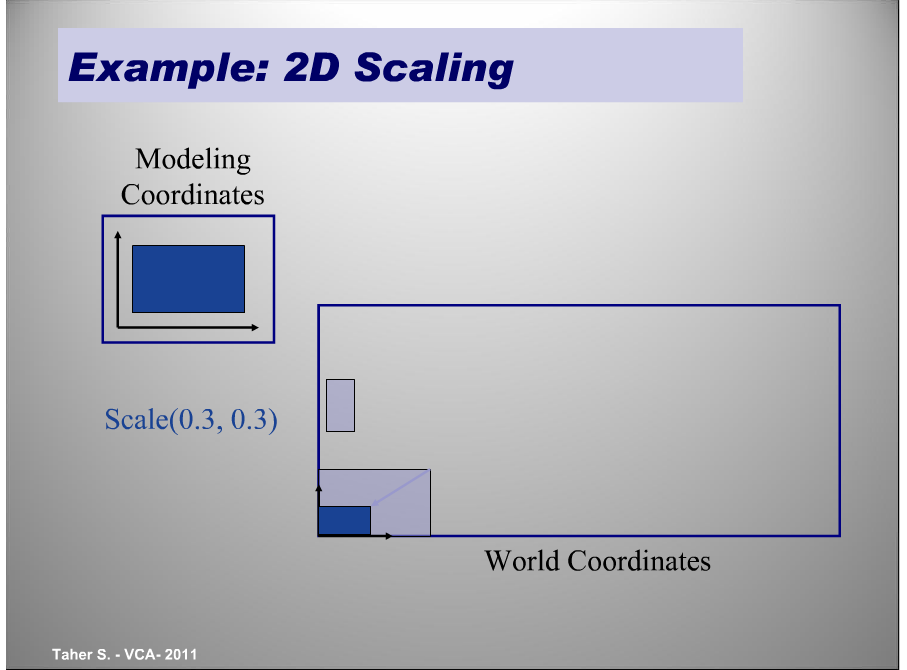 Example: 2D Scaling
Modeling
Coordinates
Scale(0.3, 0.3)
World Coordinates
Taher S. - VCA- 2011